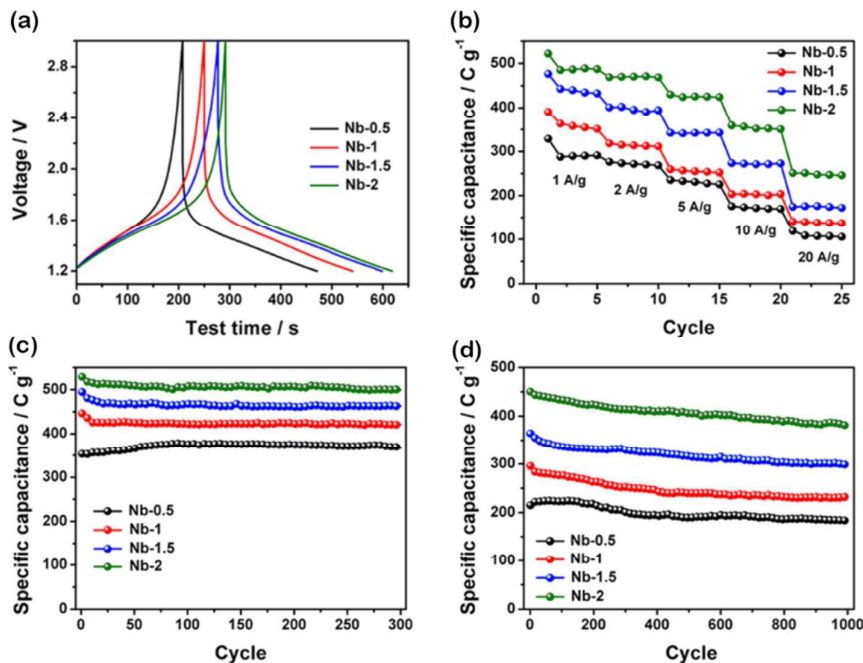 (a)
2.8
2.4
2.0
1.6
1.2
Voltage / V
Nb-0.5
Nb-1
Nb-1.5
Nb-2
0 100 200 300 400 500 600
Test time / s
(b)
500
400
300
200
100
0
Specific capacitance / C g-1
Nb-0.5
Nb-1
Nb-1.5
Nb-2
1 A/g
2 A/g
5 A/g
10 A/g
20 A/g
0 5 10 15 20 25
Cycle
(c)
500
400
300
200
100
0
Specific capacitance / C g-1
Nb-0.5
Nb-1
Nb-1.5
Nb-2
0 50 100 150 200 250 300
Cycle
(d)
500
400
300
200
100
0
Specific capacitance / C g-1
Nb-0.5
Nb-1
Nb-1.5
Nb-2
0 200 400 600 800 1000
Cycle